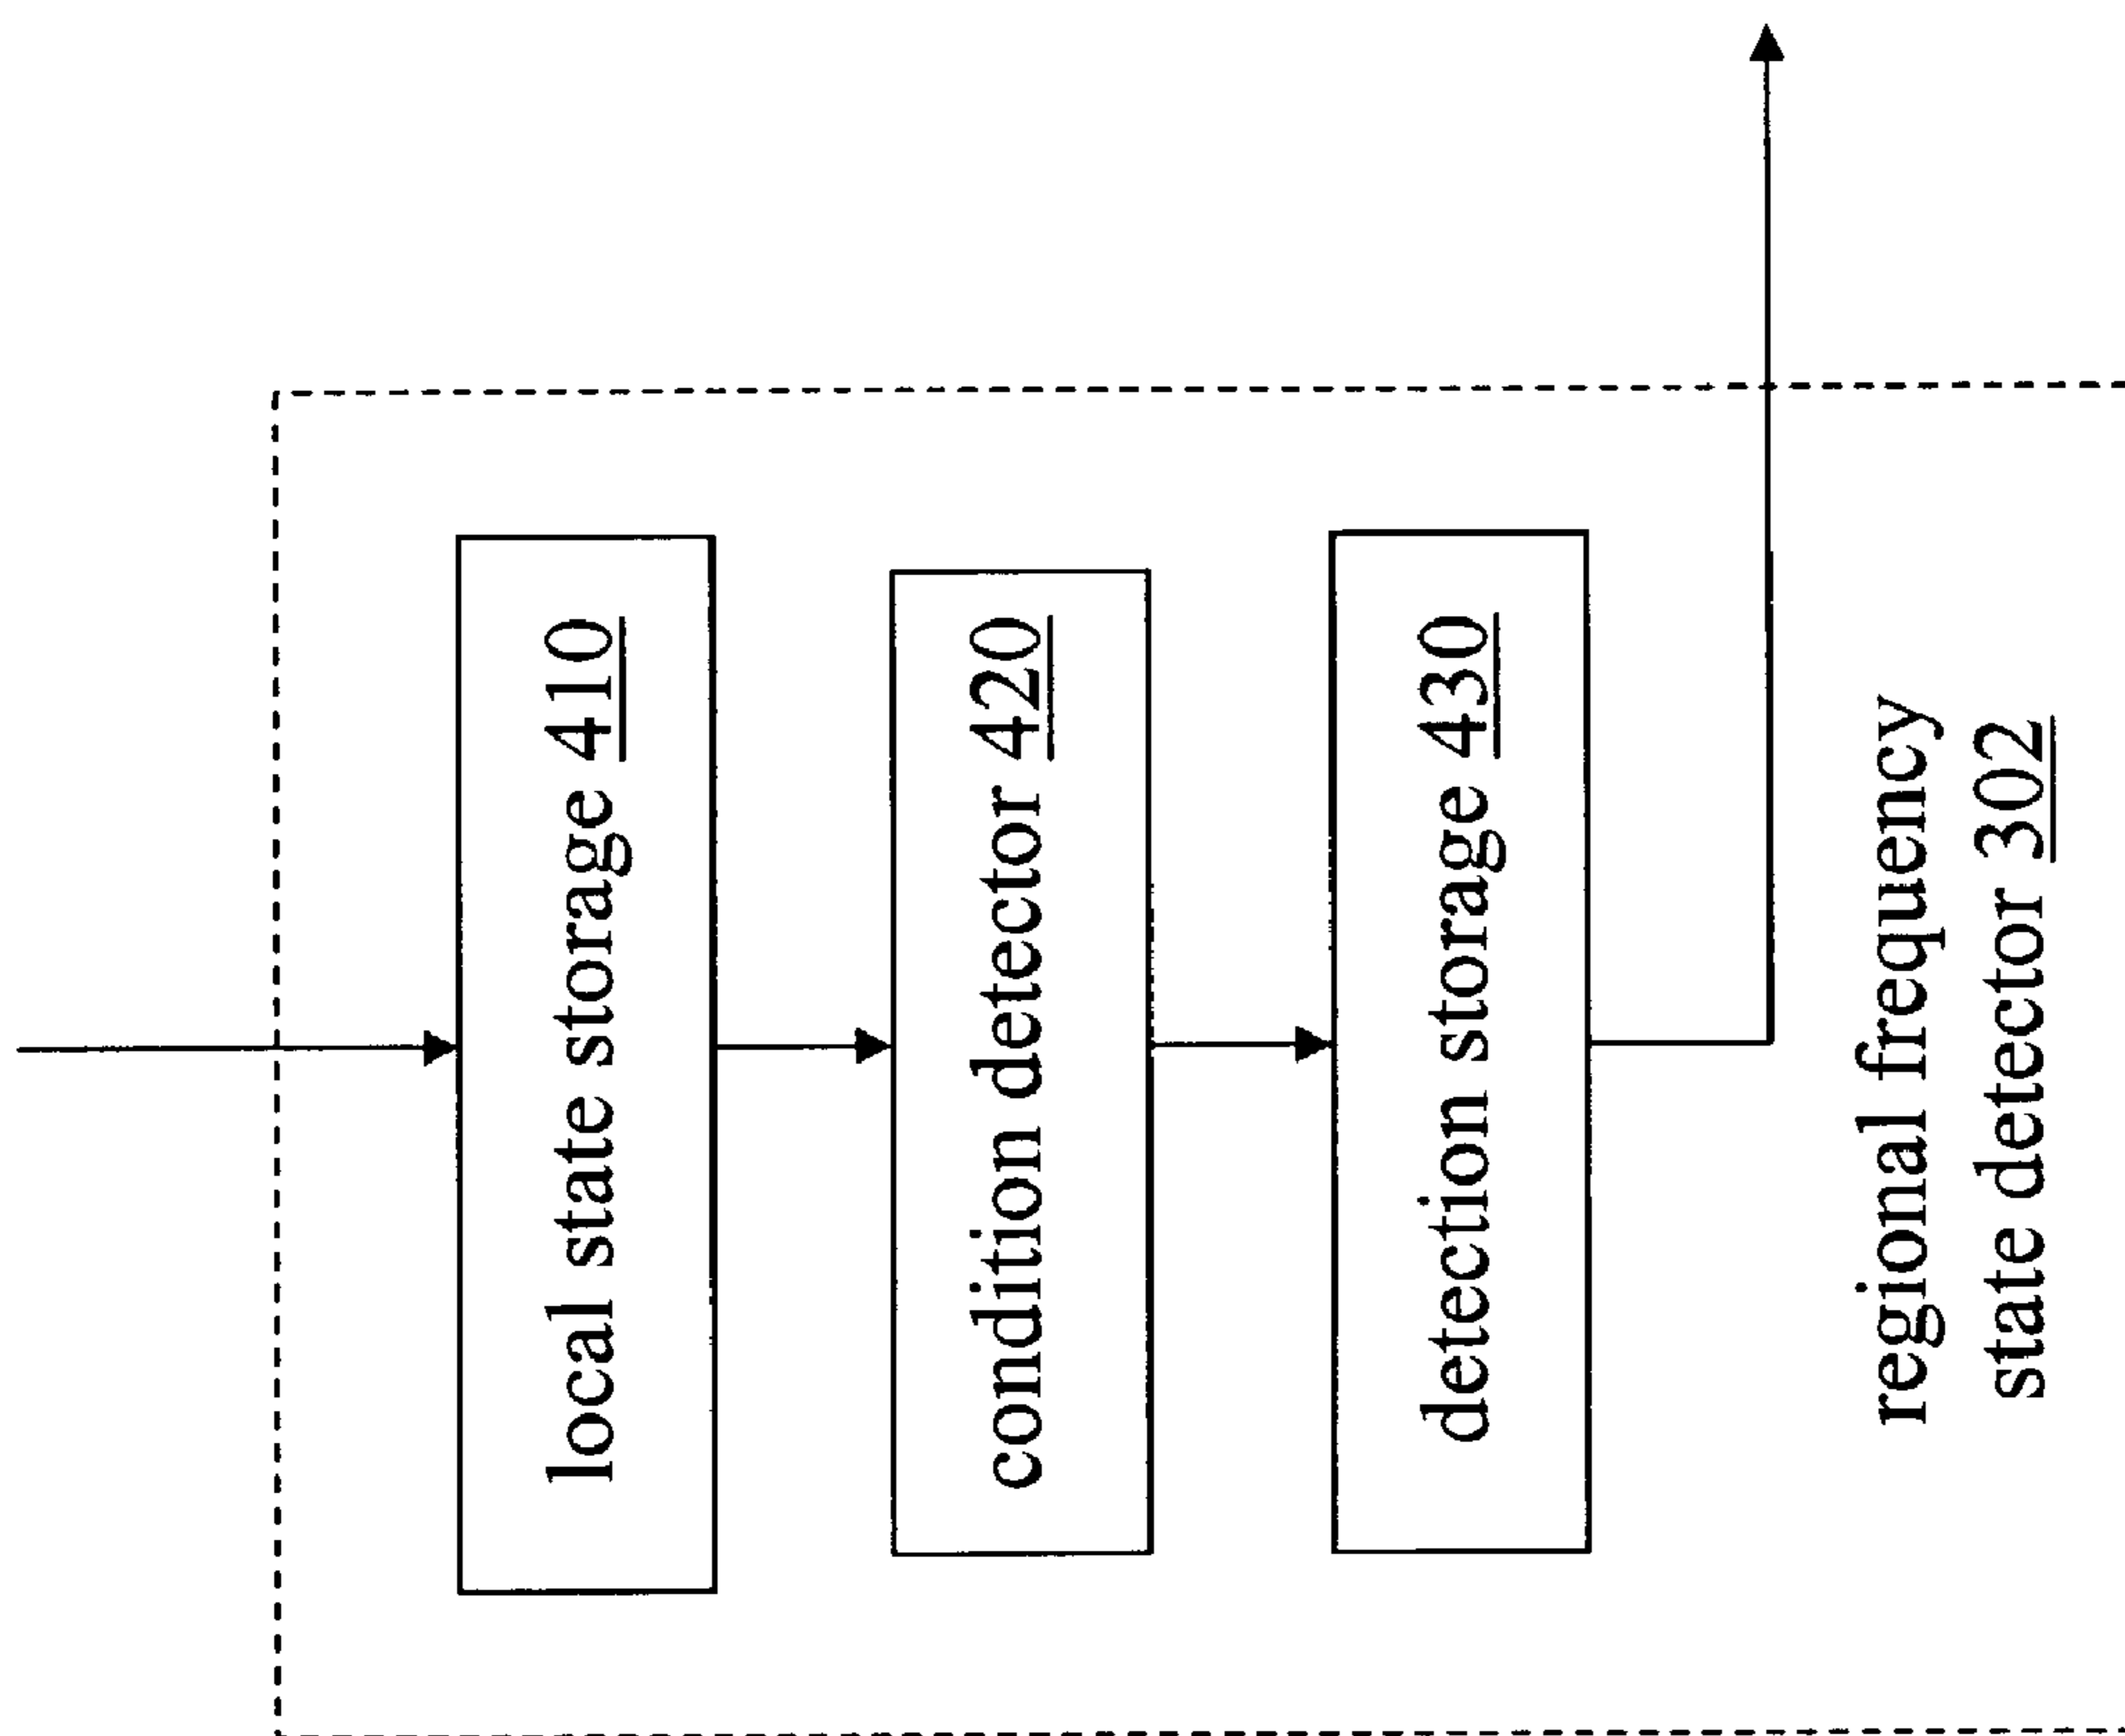 local state storage 410
condition detector 420
detection storage 430
regional frequency
state detector 302